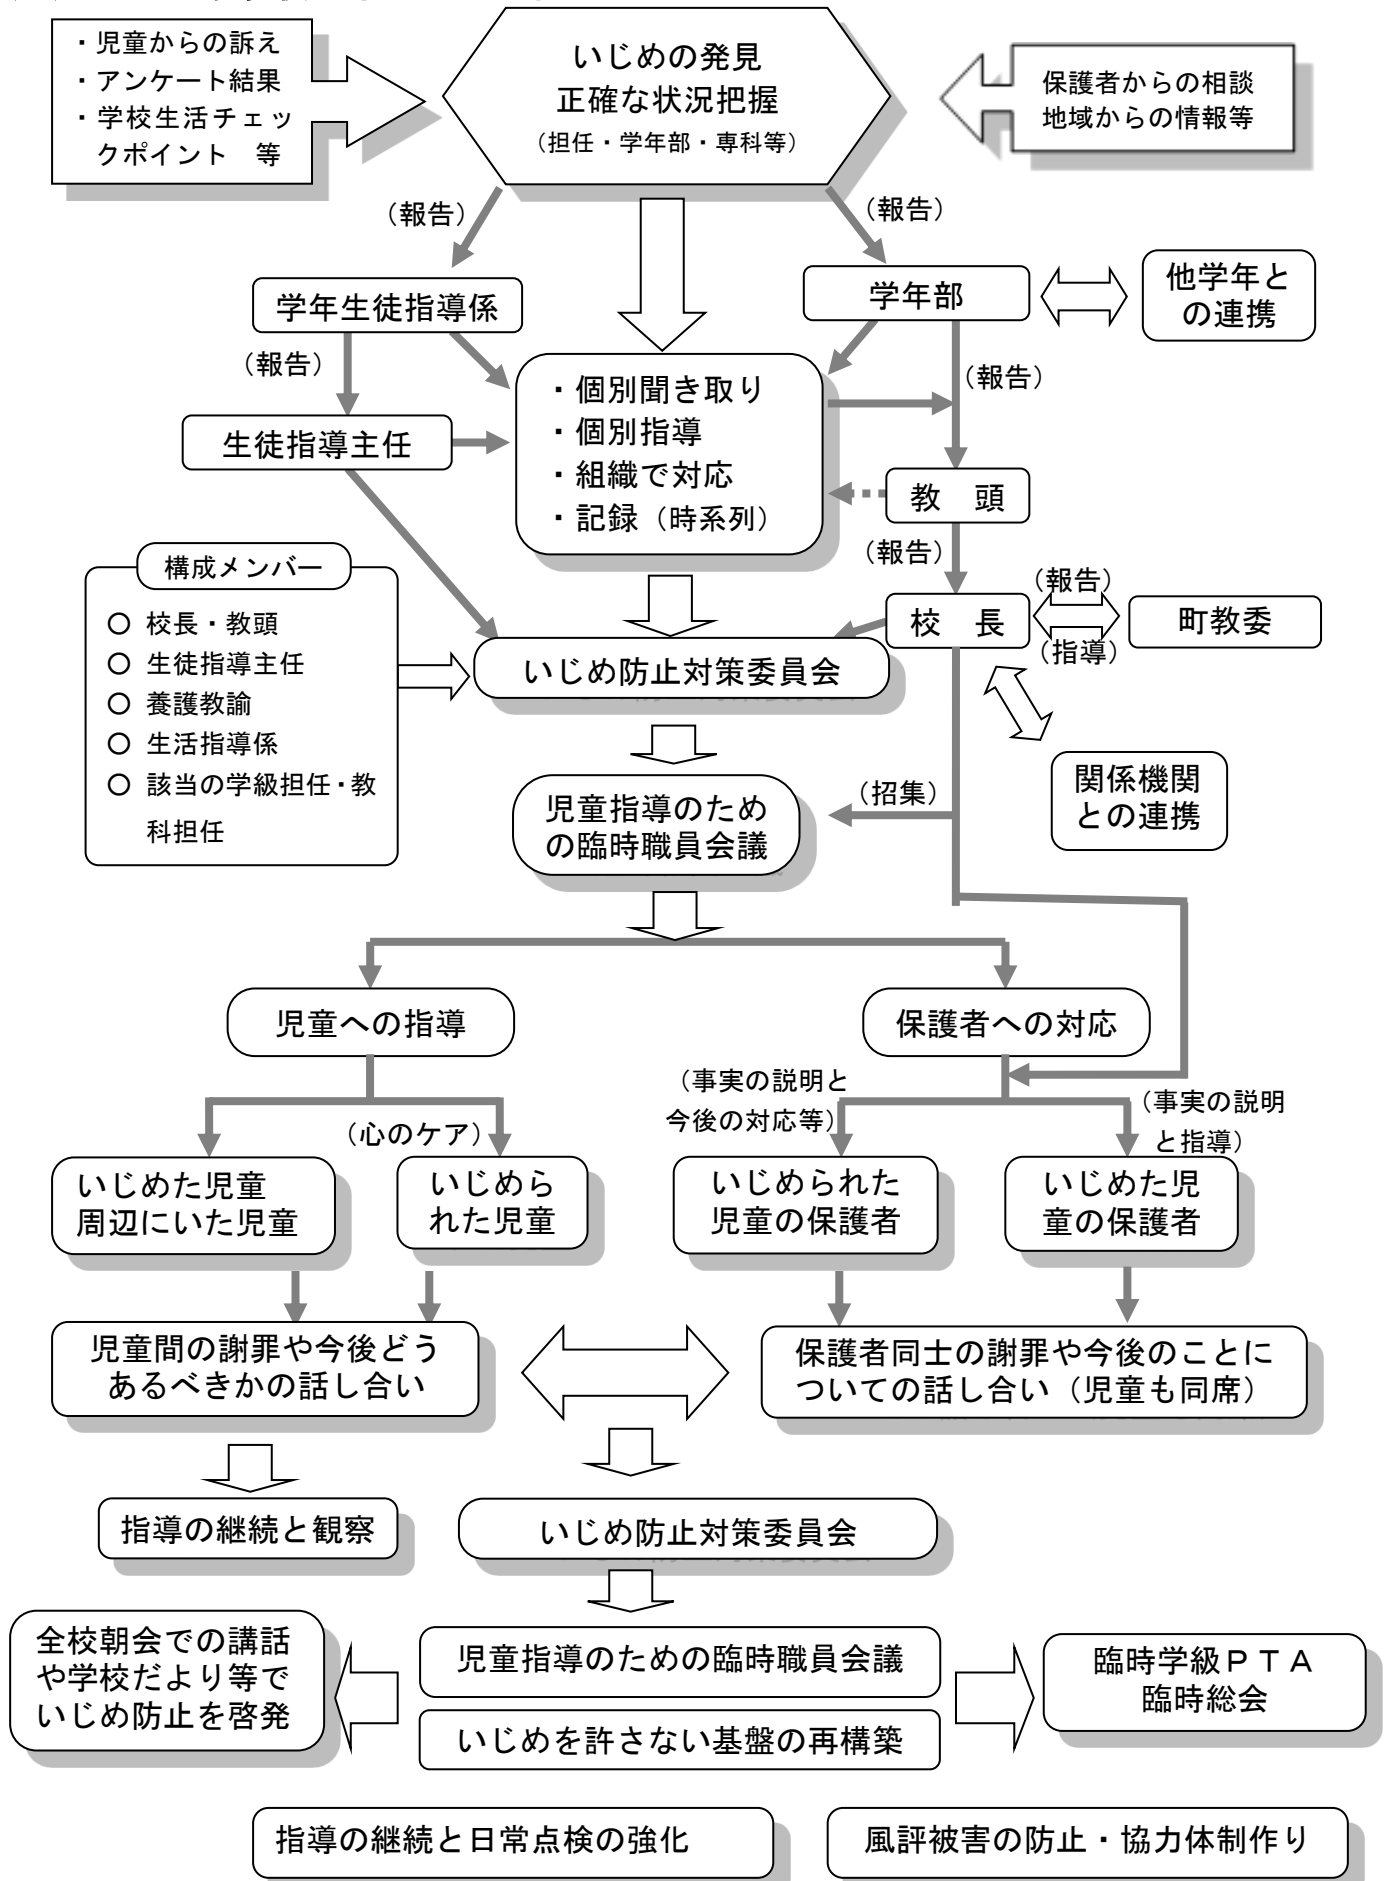 ・児童からの訴え
・アンケート結果
・学校生活チェッ
クポイント　等
いじめの発見
正確な状況把握
（担任・学年部・専科等）
保護者からの相談
地域からの情報等
（報告）
（報告）
学年生徒指導係
学年部
他学年と
の連携
（報告）
（報告）
・個別聞き取り
・個別指導
・組織で対応
・記録（時系列）
生徒指導主任
教　頭
（報告）
構成メンバー
○ 校長・教頭
○ 生徒指導主任
○ 養護教諭
○ 生活指導係
○ 該当の学級担任・教
科担任
校　長
（報告）
（指導）
町教委
いじめ防止対策委員会
関係機関
との連携
（招集）
児童指導のため
の臨時職員会議
児童への指導
保護者への対応
（心のケア）
（事実の説明と
今後の対応等）
（事実の説明
と指導）
いじめた児童
周辺にいた児童
いじめら
れた児童
いじめられた
児童の保護者
いじめた児
童の保護者
児童間の謝罪や今後どう
あるべきかの話し合い
保護者同士の謝罪や今後のことに
ついての話し合い（児童も同席）
指導の継続と観察
いじめ防止対策委員会
全校朝会での講話
や学校だより等で
いじめ防止を啓発
児童指導のための臨時職員会議
いじめを許さない基盤の再構築
臨時学級ＰＴＡ
臨時総会
指導の継続と日常点検の強化
風評被害の防止・協力体制作り